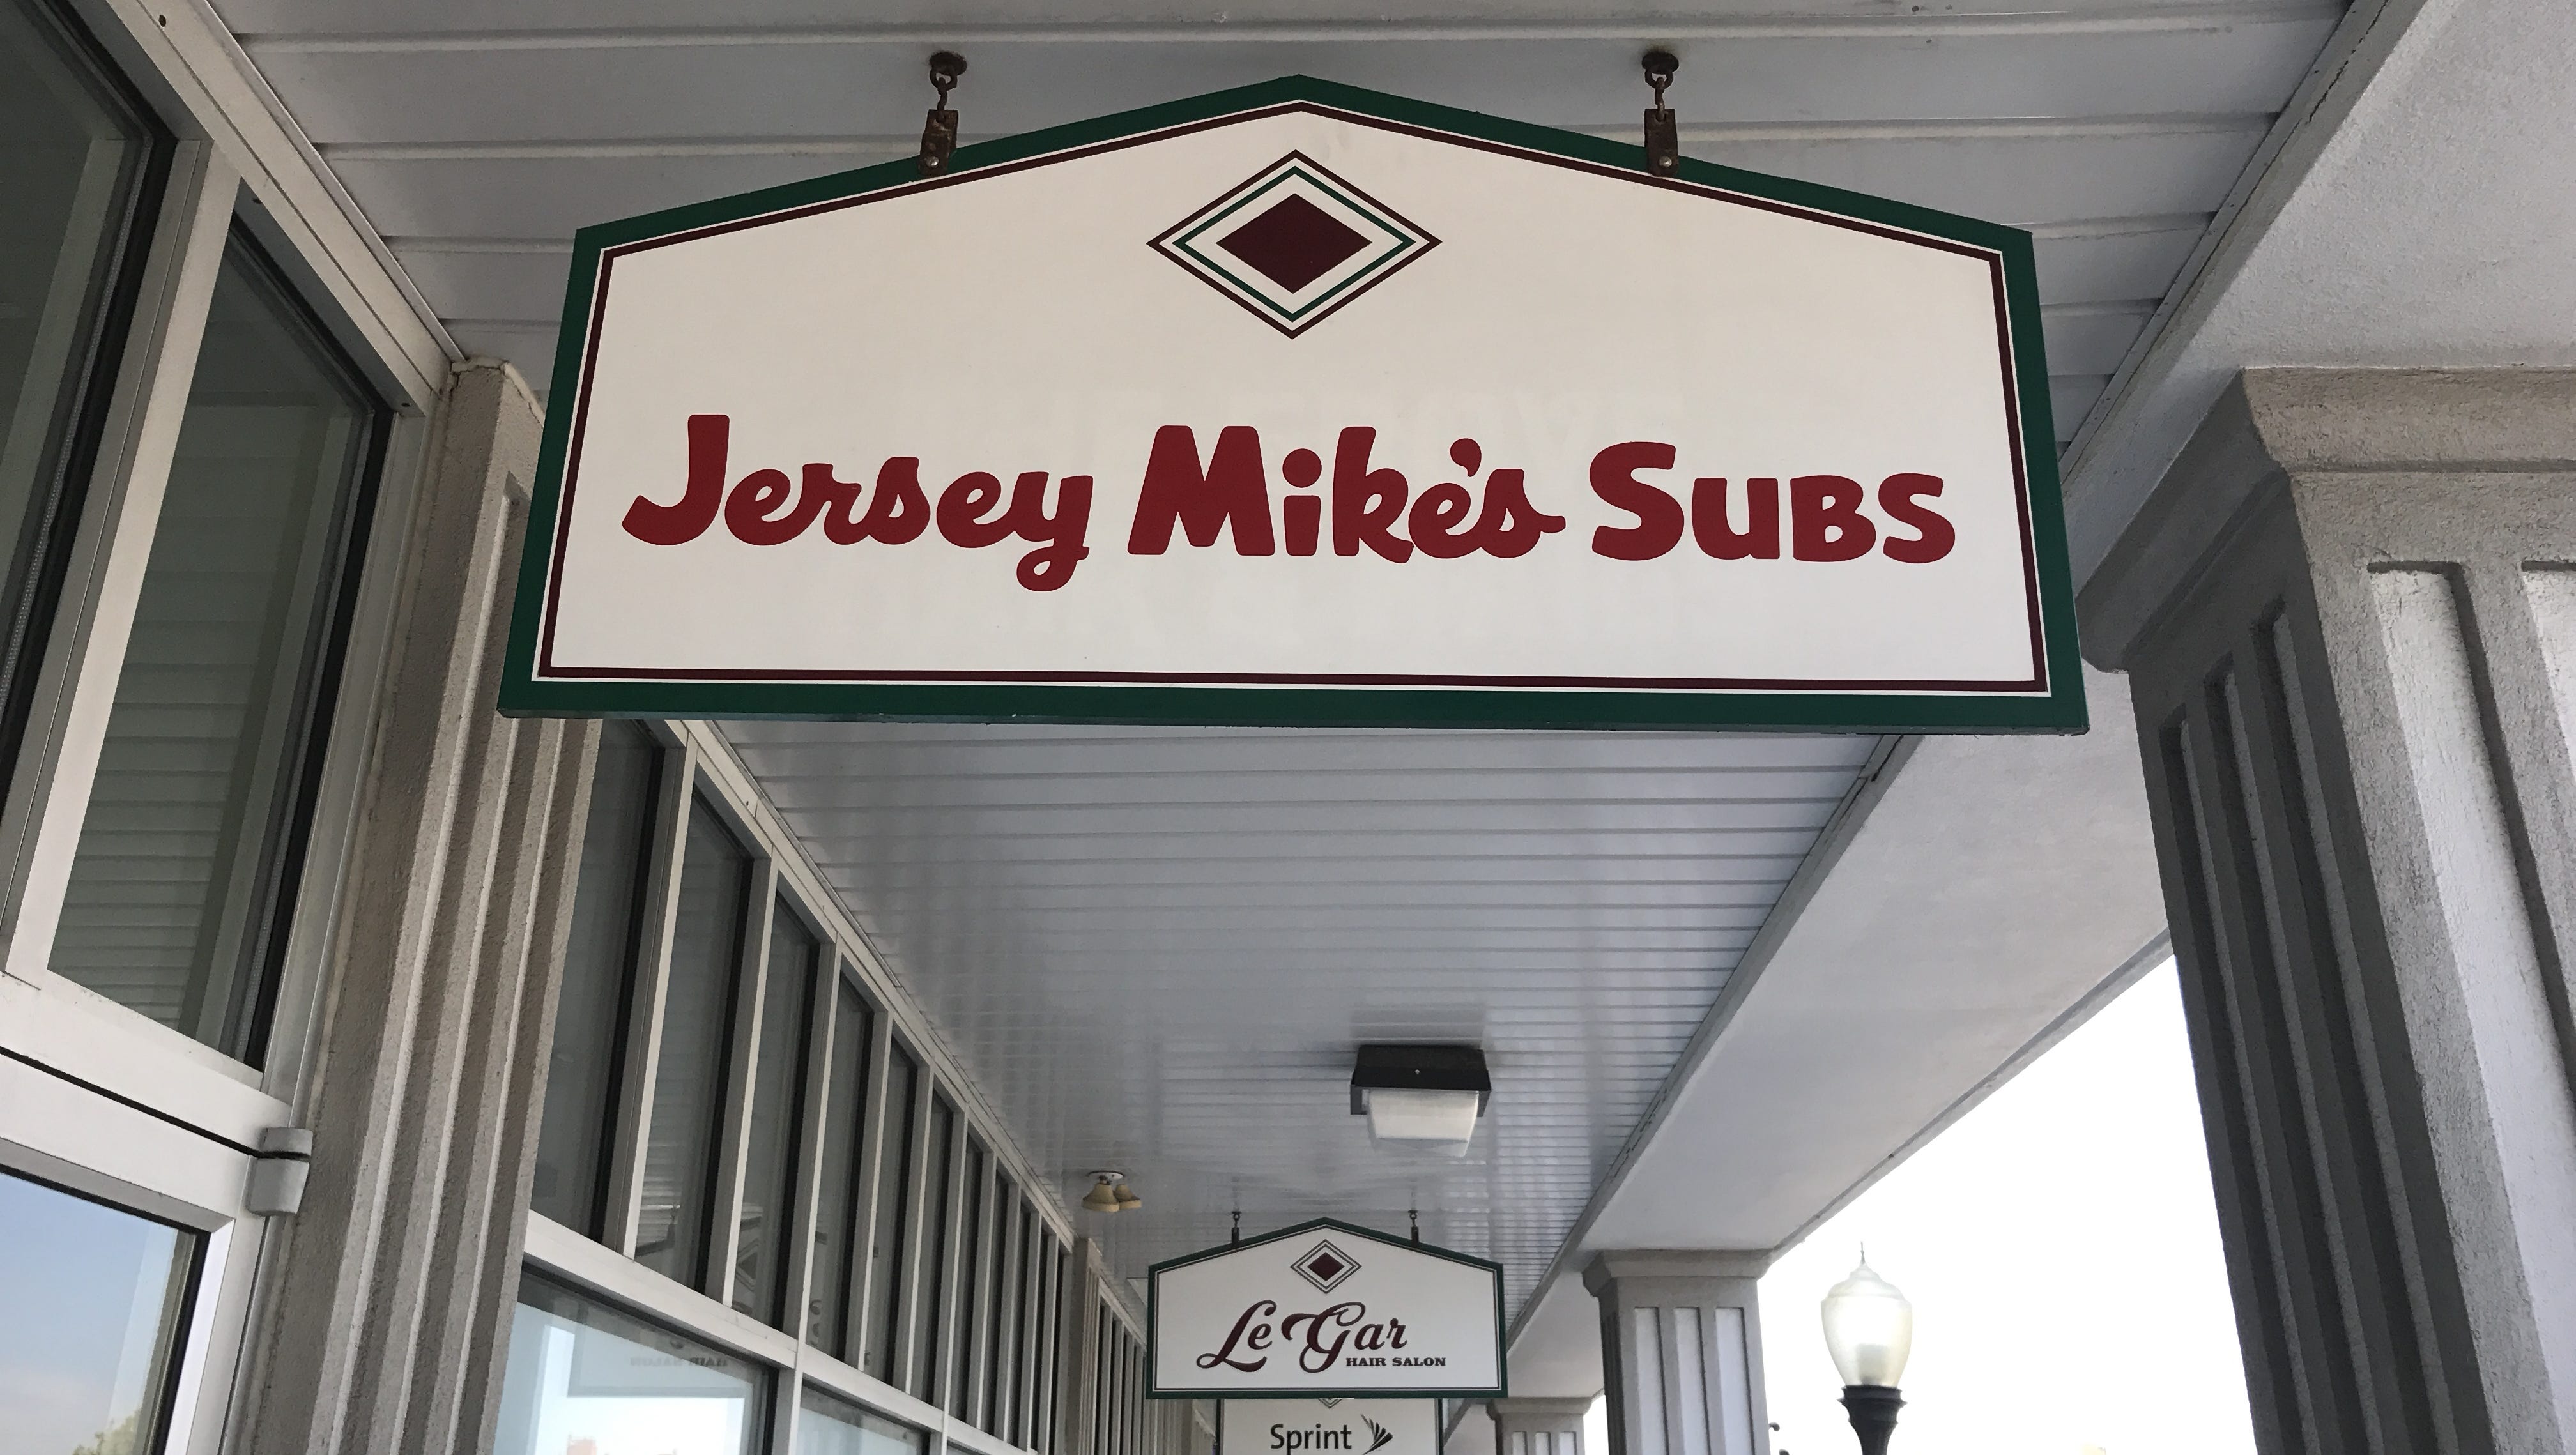 Jersey Mike's Subs
Le Gar
HAIR SALON
Sprint